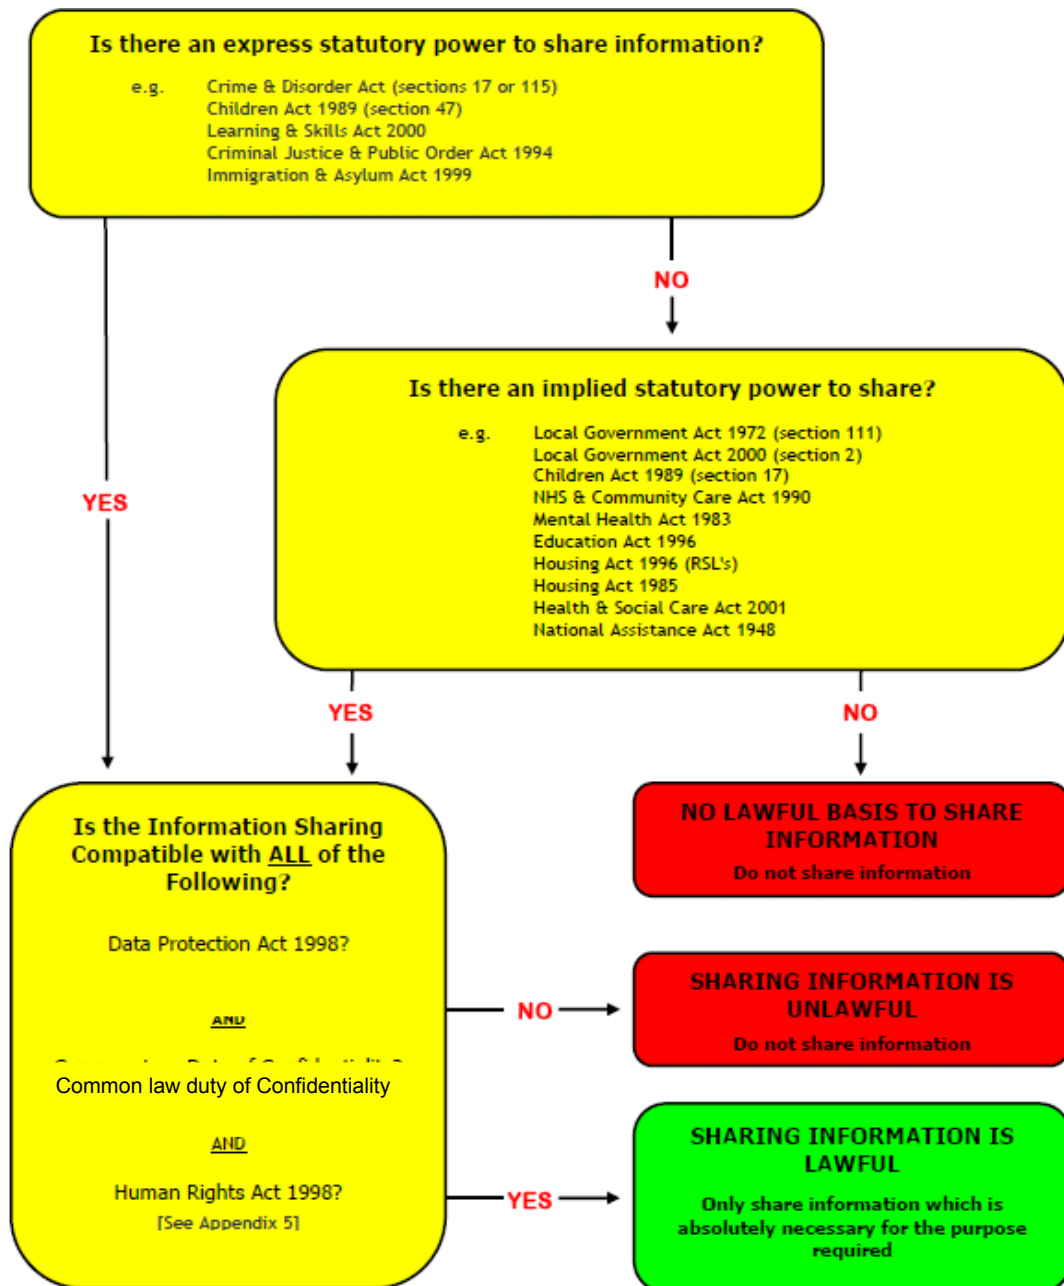 Is there an express statutory power to share information?
e.g. Crime & Disorder Act (sections 17 or 115)
Children Act 1989 (section 47)
Learning & Skills Act 2000
Criminal Justice & Public Order Act 1994
Immigration & Asylum Act 1999
NO
Is there an implied statutory power to share?
e.g. Local Government Act 1972 (section 111)
Local Government Act 2000 (section 2)
Children Act 1989 (section 17)
NHS & Community Care Act 1990
Mental Health Act 1983
Education Act 1996
Housing Act 1996 (RSL's)
Housing Act 1985
Health & Social Care Act 2001
National Assistance Act 1948
YES
YES
NO
Is the Information Sharing
Compatible with ALL of the
Following?
Data Protection Act 1998?
AND
Common law duty of Confidentiality
AND
Human Rights Act 1998?
[See Appendix 5]
NO LAWFUL BASIS TO SHARE
INFORMATION
Do not share information
NO
SHARING INFORMATION IS
UNLAWFUL
Do not share information
YES
SHARING INFORMATION IS
LAWFUL
Only share information which is
absolutely necessary for the purpose
required